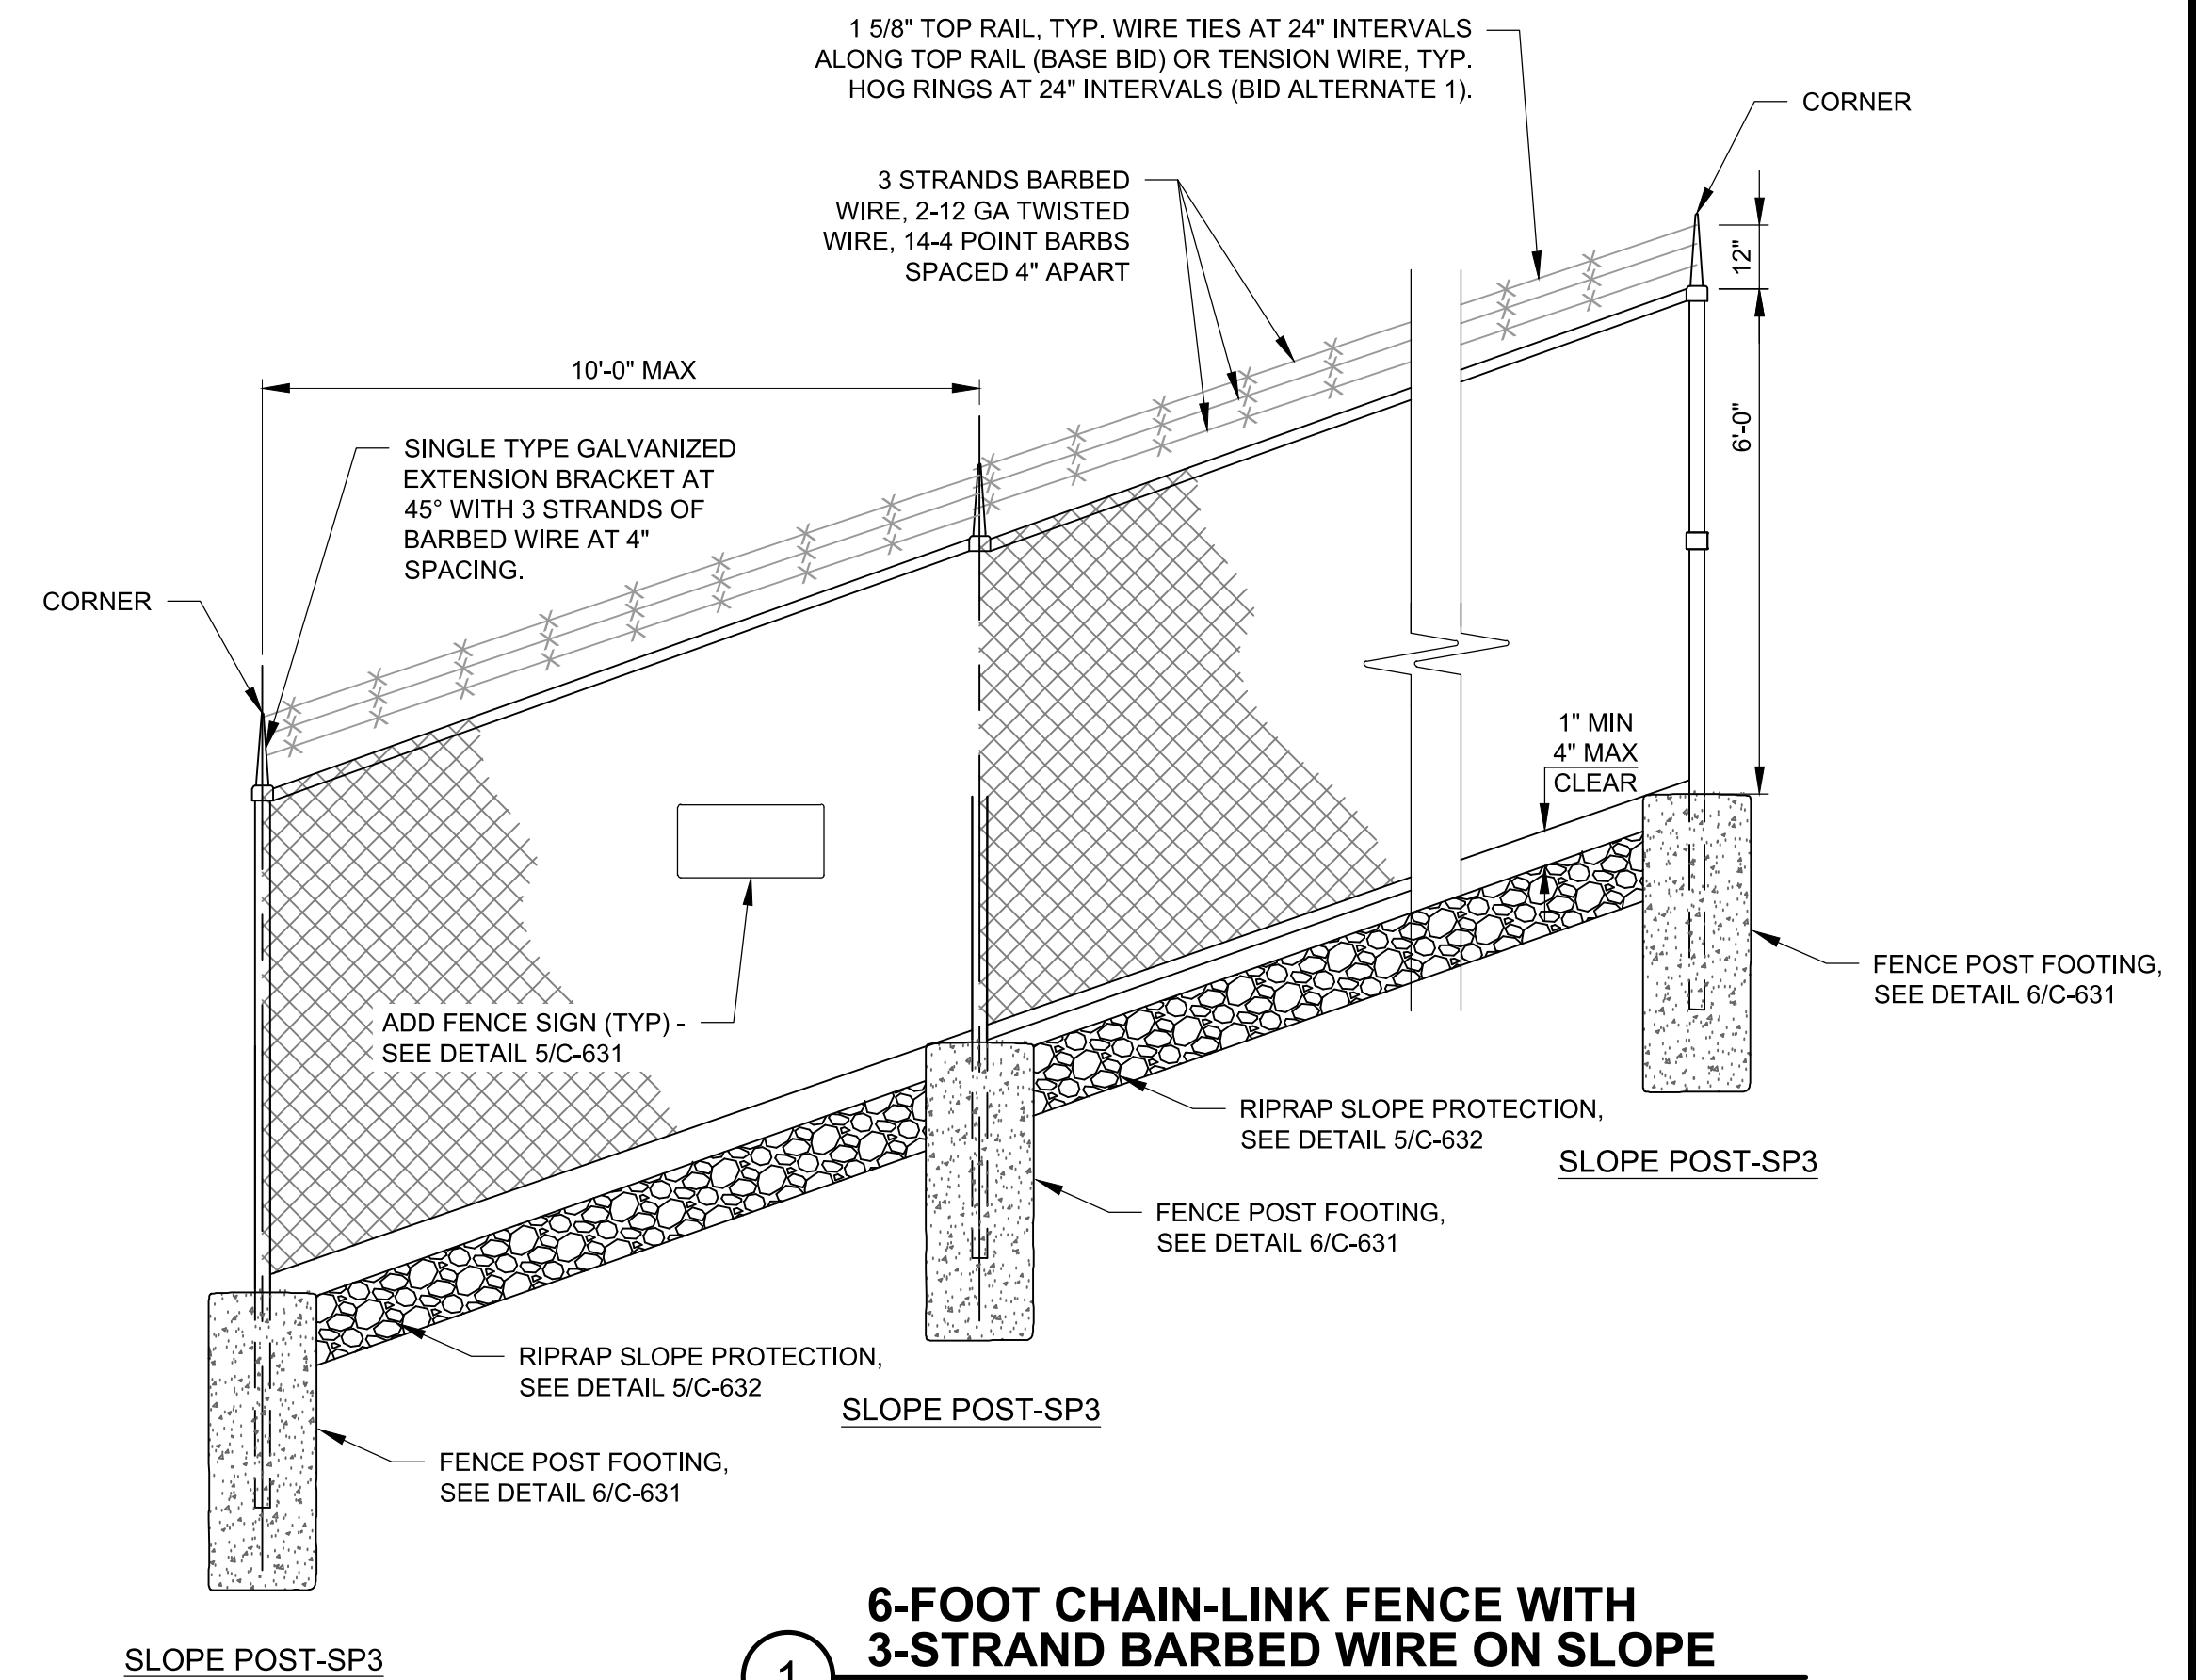 1 5/8" TOP RAIL, TYP. WIRE TIES AT 24" INTERVALS
ALONG TOP RAIL (BASE BID) OR TENSION WIRE, TYP.
HOG RINGS AT 24" INTERVALS (BID ALTERNATE 1).
CORNER
3 STRANDS BARBED
WIRE, 2-12 GA TWISTED
WIRE, 14-4 POINT BARBS
SPACED 4" APART
12"
10'-0" MAX
6'-0"
SINGLE TYPE GALVANIZED
EXTENSION BRACKET AT
45° WITH 3 STRANDS OF
BARBED WIRE AT 4"
SPACING.
CORNER
1" MIN
4" MAX
CLEAR
FENCE POST FOOTING,
SEE DETAIL 6/C-631
ADD FENCE SIGN (TYP) -
SEE DETAIL 5/C-631
RIPRAP SLOPE PROTECTION,
SEE DETAIL 5/C-632
SLOPE POST-SP3
FENCE POST FOOTING,
SEE DETAIL 6/C-631
RIPRAP SLOPE PROTECTION,
SEE DETAIL 5/C-632
SLOPE POST-SP3
FENCE POST FOOTING,
SEE DETAIL 6/C-631
SLOPE POST-SP3
1
6-FOOT CHAIN-LINK FENCE WITH
3-STRAND BARBED WIRE ON SLOPE